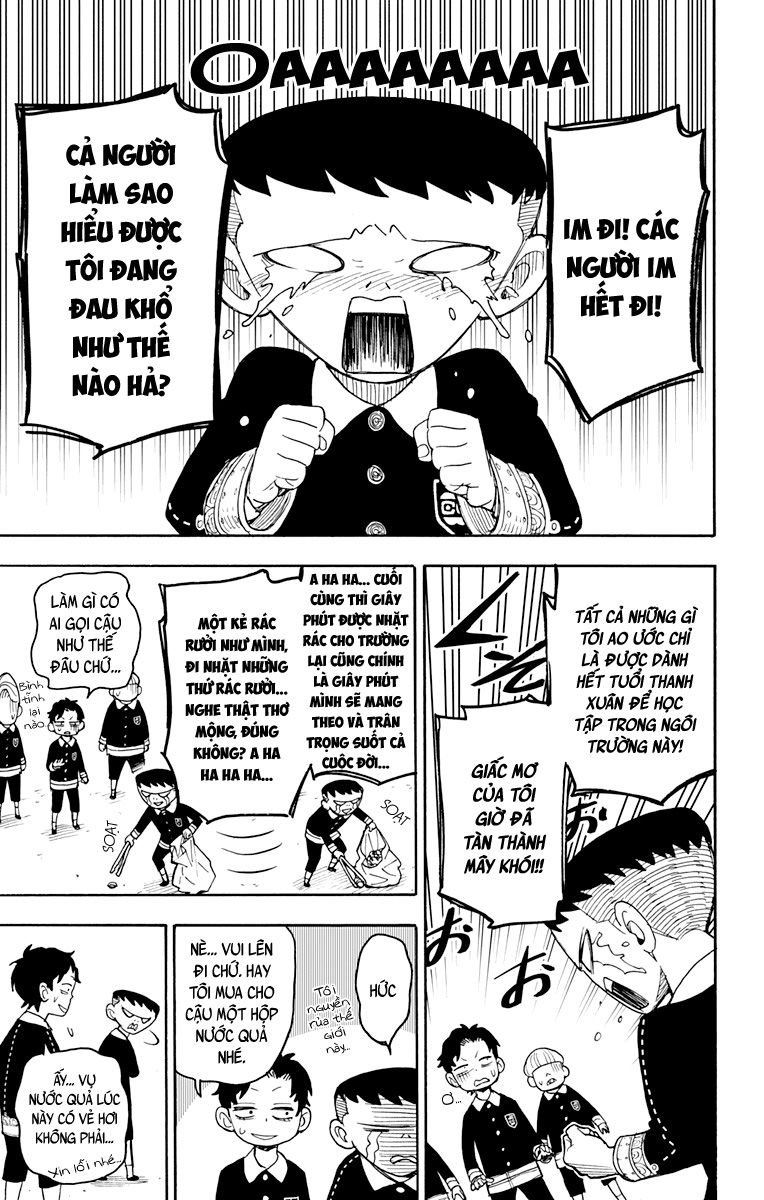 OAAAAAAAAA
IM ĐI! CÁC
NGƯỜI IM
HẾT ĐI!
CẢ NGƯỜI
LÀM SAO
HIỂU ĐƯỢC
TÔI ĐANG
ĐAU KHỔ
NHƯ THẾ
NÀO HẢ?
TẤT CẢ NHỮNG GÌ
TÔI AO ƯỚC CHỈ
LÀ ĐƯỢC DÀNH
HẾT TUỔI THANH
XUÂN ĐỂ HỌC
TẬP TRONG NGÔI
TRƯỜNG NÀY!
GIẤC MƠ
CỦA TÔI
GIỜ ĐÃ
TÀN THÀNH
MÂY KHÓI!!
くっ
おおお
Ơ...
A HA HA... CUỐI
CÙNG THÌ GIÂY
PHÚT ĐƯỢC NHẶT
RÁC CHO TRƯỜNG
LẠI CŨNG CHÍNH
LÀ GIÂY PHÚT
MÌNH SẼ MANG
THEO VÀ TRÂN
TRỌNG SUỐT CẢ
CUỘC ĐỜI...
SOẠT
MỘT KẺ RÁC
RƯỞI NHƯ MÌNH,
ĐI NHẶT NHỮNG
THỨ RÁC RƯỞI...
NGHE THẬT THƠ
MỘNG, ĐÚNG
KHÔNG? A HA
HA HA HA...
SOẠT
LÀM GÌ CÓ
AI GỌI CẬU
NHƯ THẾ
ĐÂU CHỨ...
Bình
tĩnh
lại
nào.
HỨC
Tôi
nguyền
rủa thế
giới
này...
NÈ... VUI LÊN
ĐI CHỨ. HAY
TÔI MUA CHO
CẬU MỘT HỘP
NƯỚC QUẢ
NHÉ.
ẤY... VỤ
NƯỚC QUẢ LÚC
NÀY CÓ VẺ HƠI
KHÔNG PHẢI...
Xin lỗi nhé...